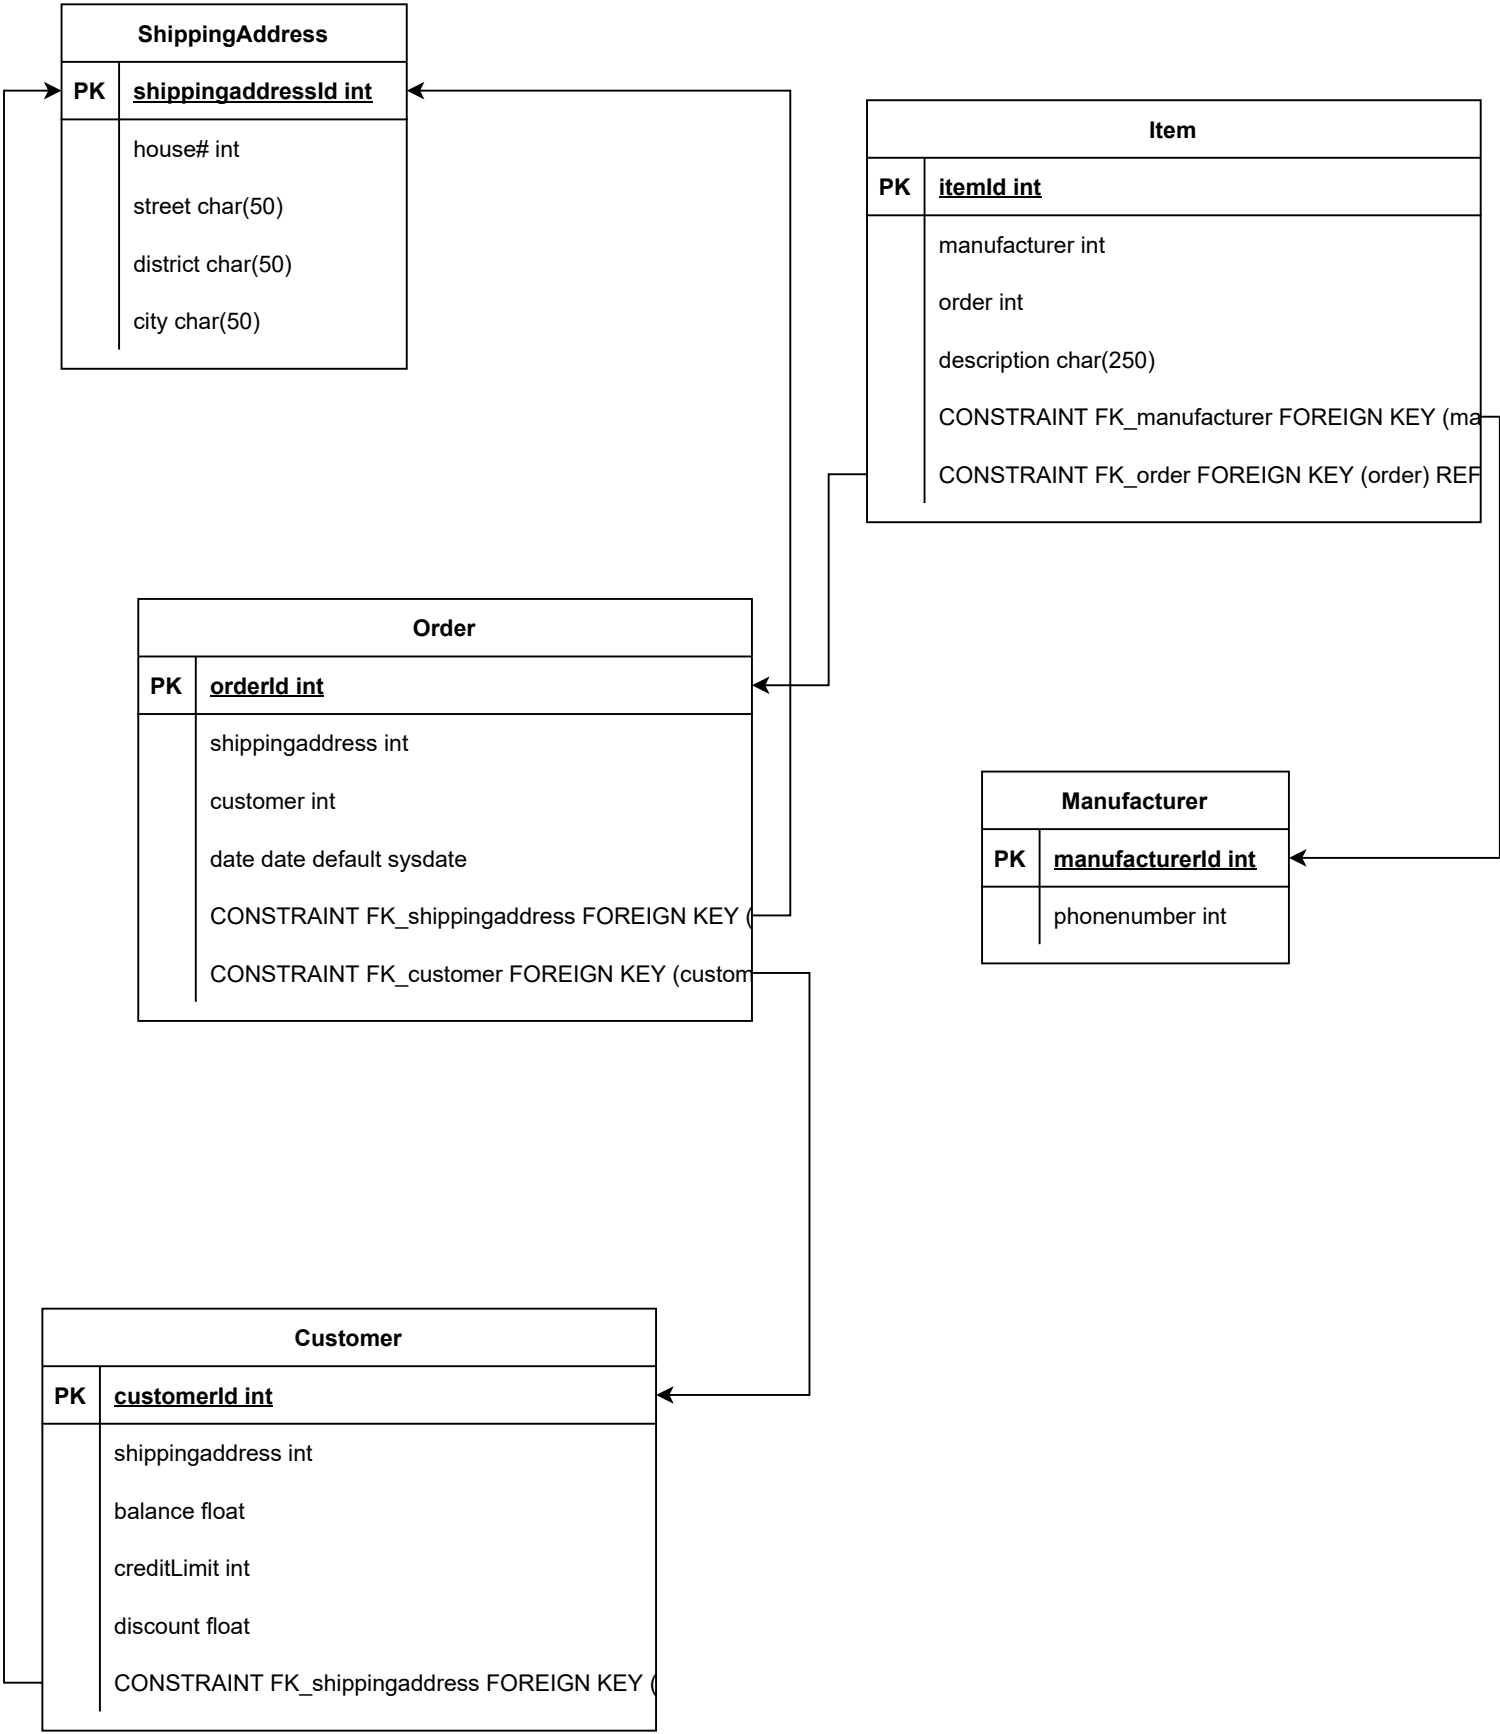 ShippingAddress
PK shippingaddressId int
house# int
street char(50)
district char(50)
city char(50)
Item
PK itemId int
manufacturer int
order int
description char(250)
CONSTRAINT FK_manufacturer FOREIGN KEY (ma
CONSTRAINT FK_order FOREIGN KEY (order) REF
Order
PK orderId int
shippingaddress int
customer int
date date default sysdate
CONSTRAINT FK_shippingaddress FOREIGN KEY (
CONSTRAINT FK_customer FOREIGN KEY (custom
Manufacturer
PK manufacturerId int
phonenumber int
Customer
PK customerId int
shippingaddress int
balance float
creditLimit int
discount float
CONSTRAINT FK_shippingaddress FOREIGN KEY (